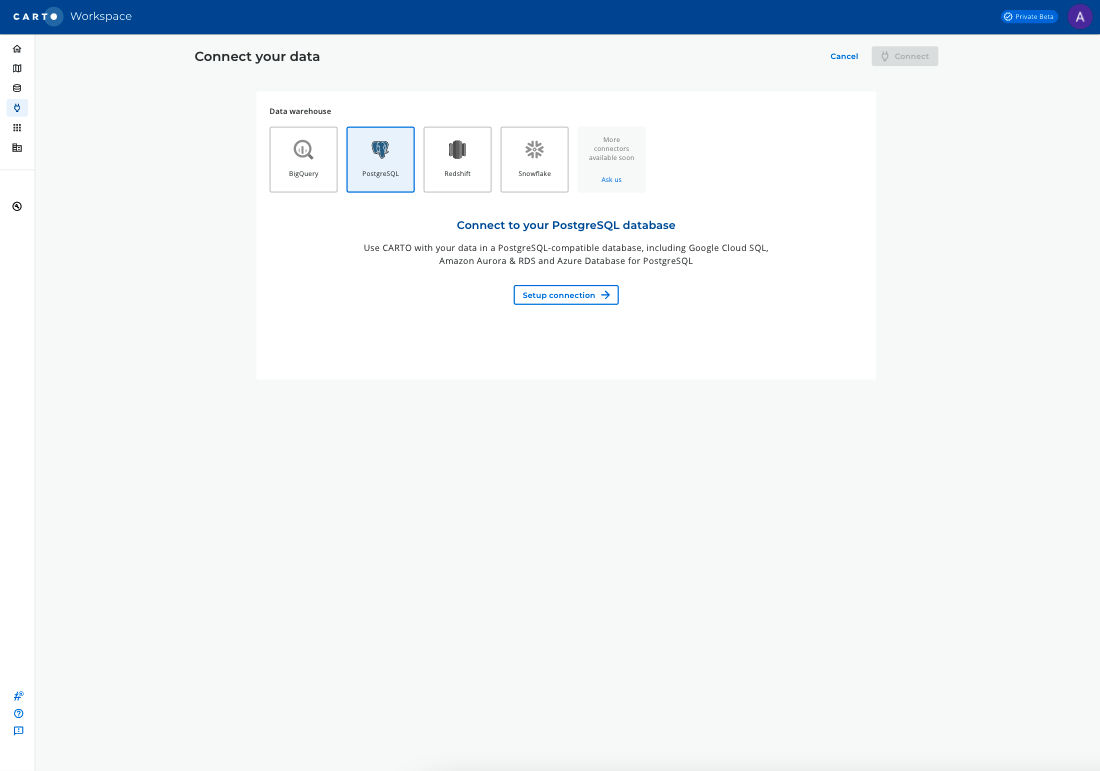 CARTO Workspace
Private Beta
A
Connect your data
Cancel
Connect
Data warehouse
BigQuery
PostgreSQL
Redshift
Snowflake
More
connectors
available soon
Ask us
Connect to your PostgreSQL database
Use CARTO with your data in a PostgreSQL-compatible database, including Google Cloud SQL,
Amazon Aurora & RDS and Azure Database for PostgreSQL
Setup connection